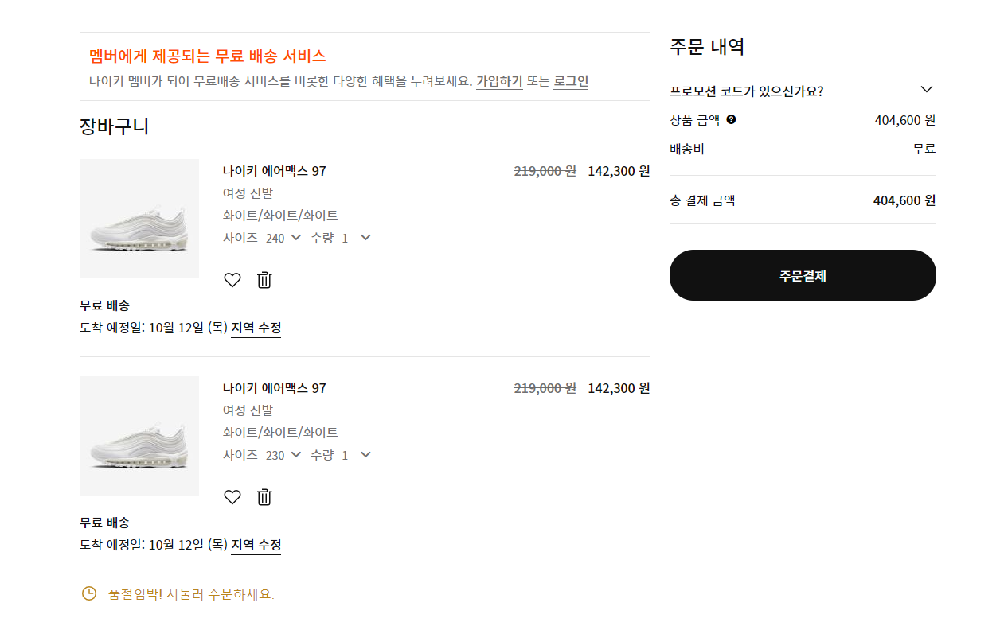 멤버에게 제공되는 무료 배송 서비스
나이키 멤버가 되어 무료배송 서비스를 비롯한 다양한 혜택을 누려보세요. 가입하기 또는 로그인
장바구니
나이키 에어맥스 97
219,000 원 142,300 원
여성 신발
화이트/화이트/화이트
사이즈 240 수량 1
무료 배송
도착 예정일: 10월 12일 (목) 지역 수정
나이키 에어맥스 97
219,000 원 142,300 원
여성 신발
화이트/화이트/화이트
사이즈 230 수량 1
무료 배송
도착 예정일: 10월 12일 (목) 지역 수정
품절임박! 서둘러 주문하세요.
주문 내역
프로모션 코드가 있으신가요?
상품 금액 ? 404,600 원
배송비 무료
총 결제 금액 404,600 원
주문결제